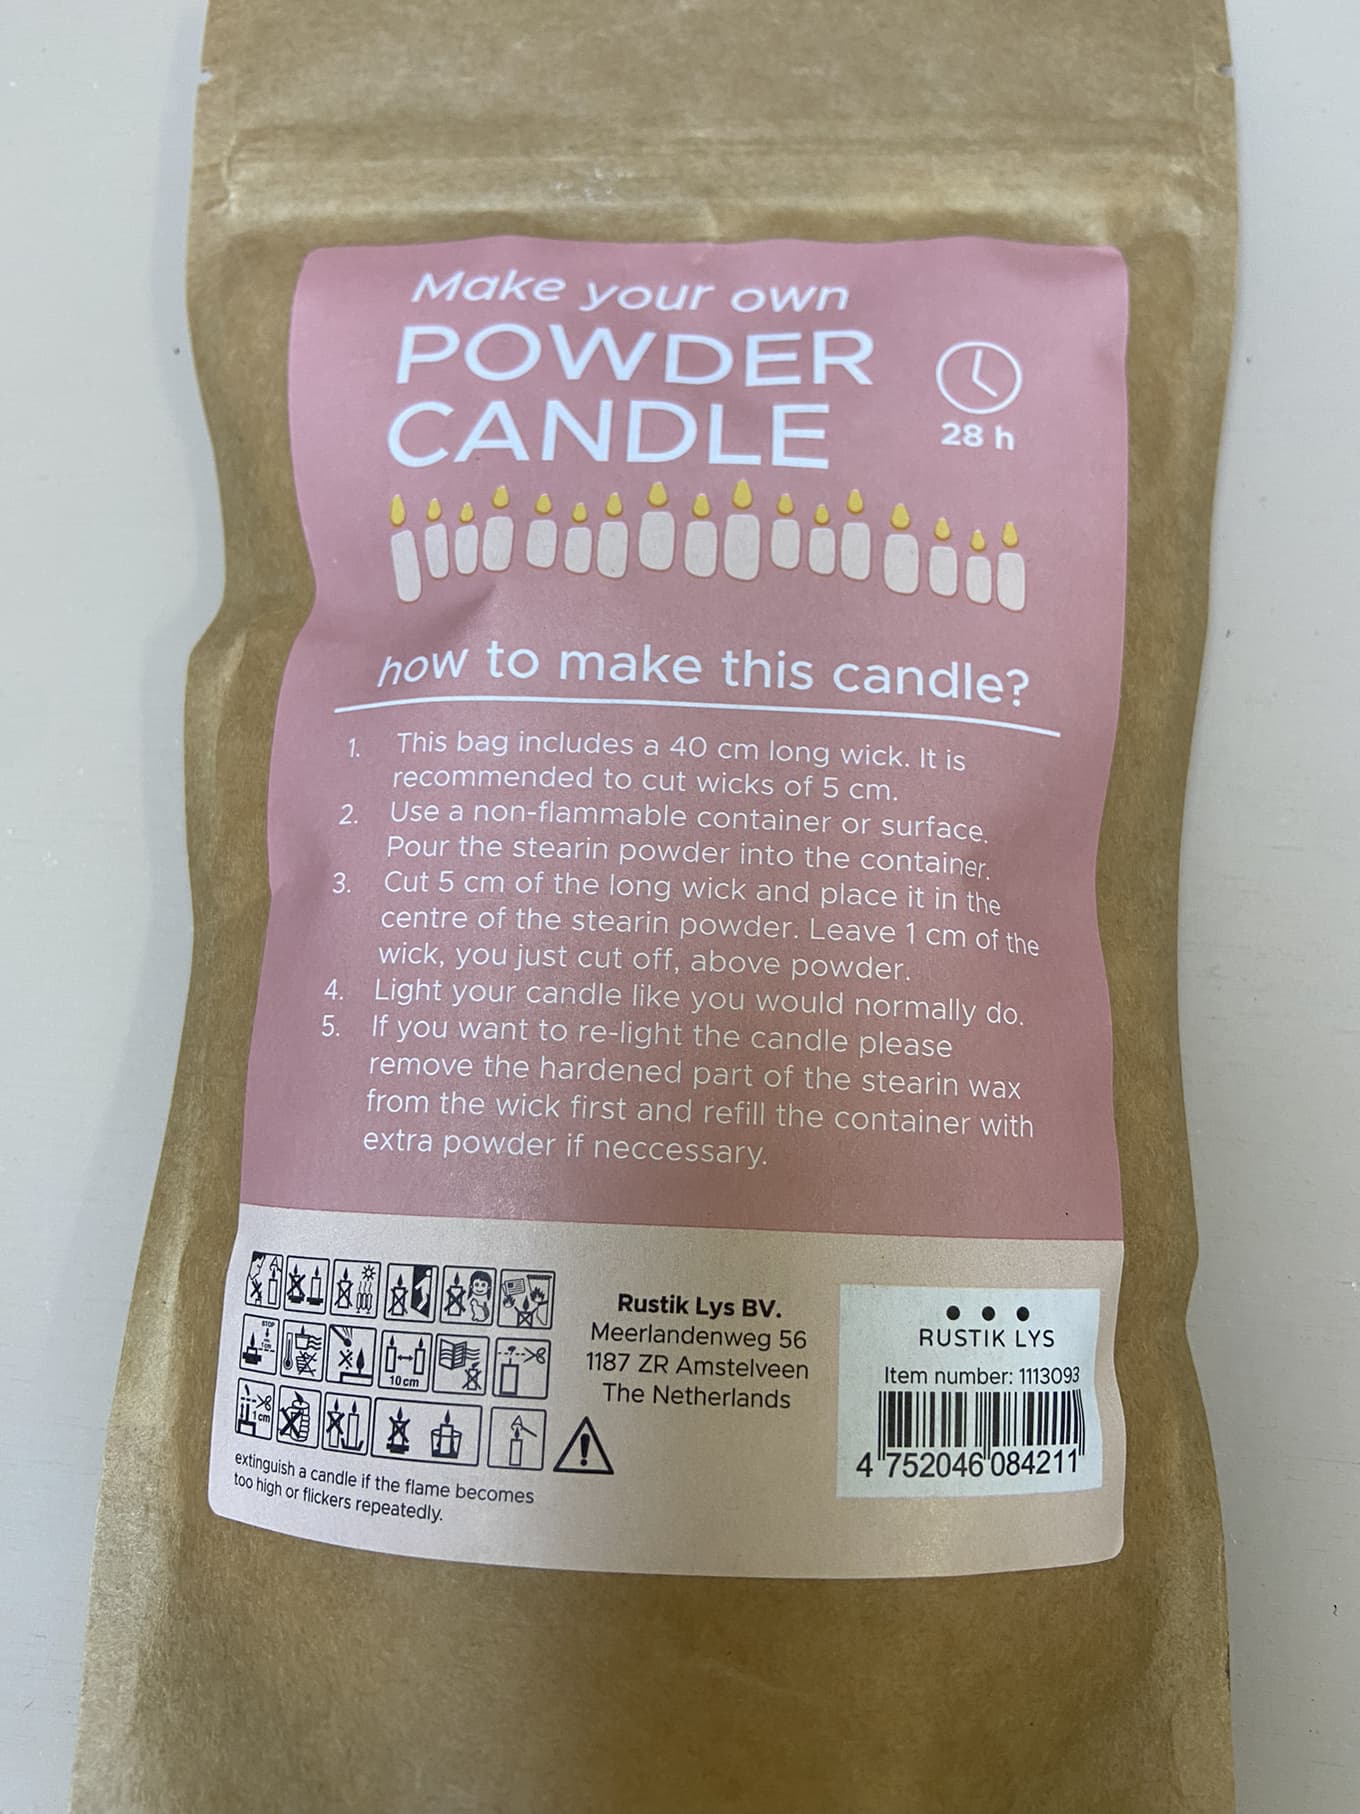 Make your own
POWDER
CANDLE
28 h
how to make this candle?
1. This bag includes a 40 cm long wick. It is
recommended to cut wicks of 5 cm.
2. Use a non-flammable container or surface.
Pour the stearin powder into the container.
3. Cut 5 cm of the long wick and place it in the
centre of the stearin powder. Leave 1 cm of the
wick, you just cut off, above powder.
4. Light your candle like you would normally do.
5. If you want to re-light the candle please
remove the hardened part of the stearin wax
from the wick first and refill the container with
extra powder if neccessary.
STOP
10 cm
1 cm
extinguish a candle if the flame becomes
too high or flickers repeatedly.
Rustik Lys BV.
Meerlandenweg 56
1187 ZR Amstelveen
The Netherlands
RUSTIK LYS
Item number: 1113093
4 752046 084211